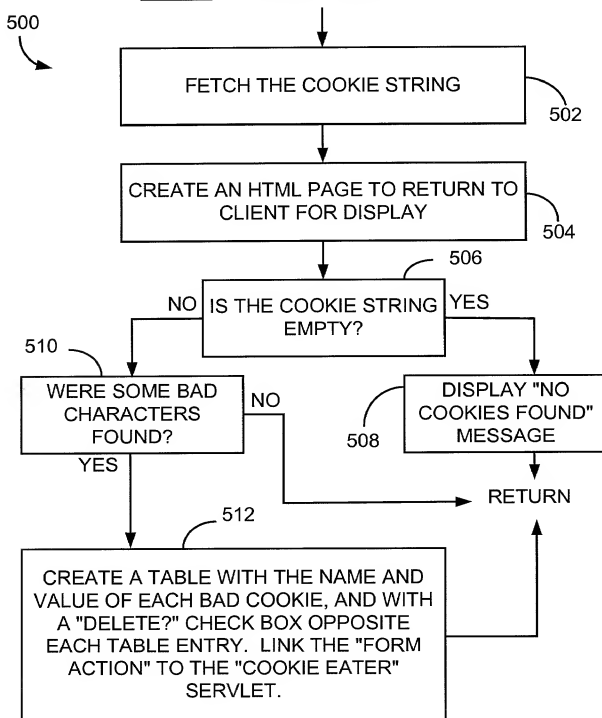 500
FETCH THE COOKIE STRING
502
CREATE AN HTML PAGE TO RETURN TO
CLIENT FOR DISPLAY
504
506
NO
IS THE COOKIE STRING
EMPTY?
YES
510
WERE SOME BAD
CHARACTERS
FOUND?
NO
YES
DISPLAY "NO
COOKIES FOUND"
MESSAGE
508
RETURN
512
CREATE A TABLE WITH THE NAME AND
VALUE OF EACH BAD COOKIE, AND WITH
A "DELETE?" CHECK BOX OPPOSITE
EACH TABLE ENTRY. LINK THE "FORM
ACTION" TO THE "COOKIE EATER"
SERVLET.